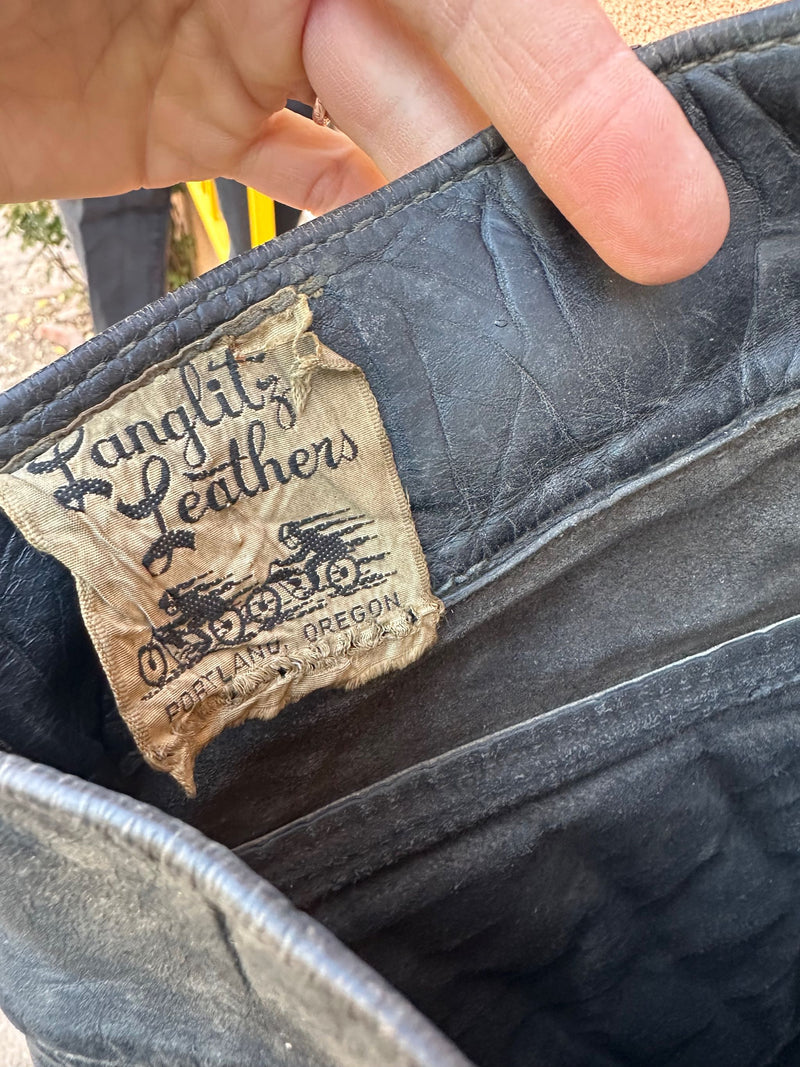 Langlitz
Leathers
PORTLAND, OREGON